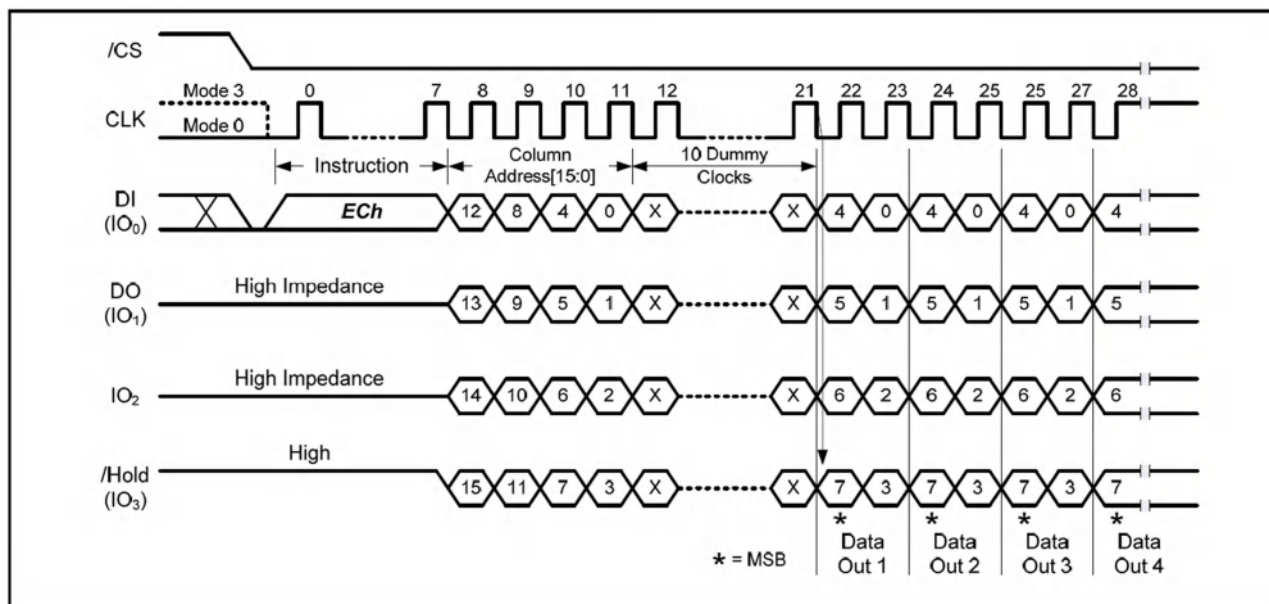 /CS
Mode 3 0 7 8 9 10 11 12 21 22 23 24 25 25 27 28
CLK
Mode 0
Instruction
Column
Address[15:0]
10 Dummy
Clocks
DI
(IO0)
ECh 12 8 4 0 X X 4 0 4 0 4 0 4
DO
(IO1)
High Impedance 13 9 5 1 X X 5 1 5 1 5 1 5
IO2
High Impedance 14 10 6 2 X X 6 2 6 2 6 2 6
/Hold
(IO3)
High 15 11 7 3 X X 7 3 7 3 7 3 7
* * * *
* = MSB
Data
Out 1
Data
Out 2
Data
Out 3
Data
Out 4